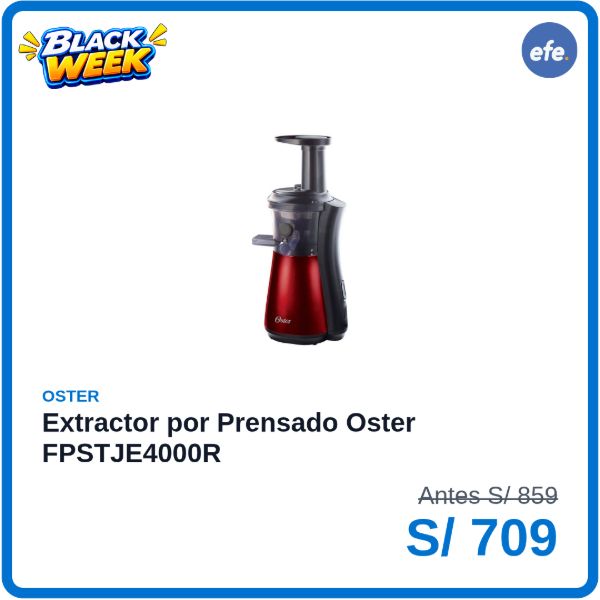 BLACK
WEEK
efe.
Oster
OSTER
Extractor por Prensado Oster
FPSTJE4000R
Antes S/ 859
S/ 709